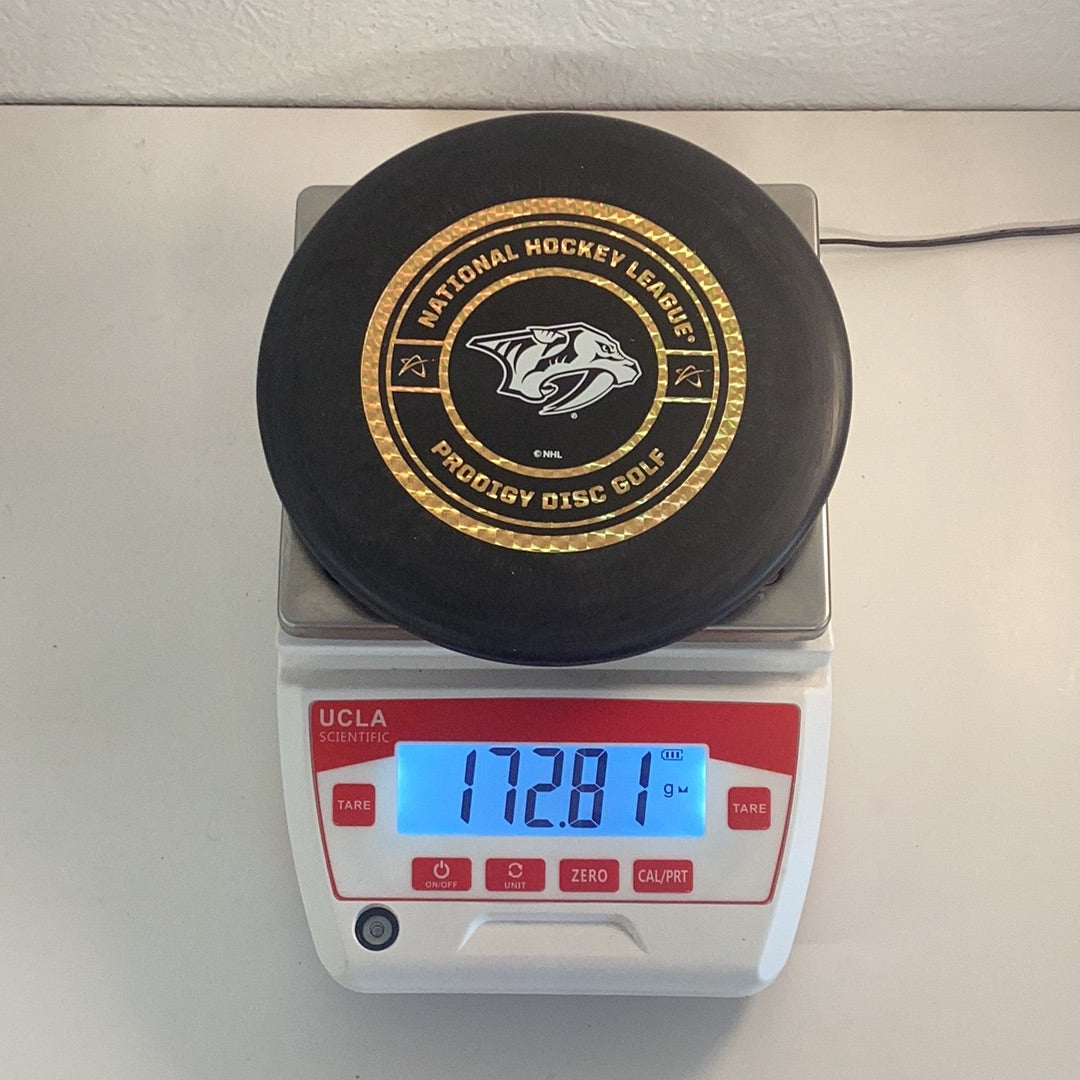 NATIONAL HOCKEY LEAGUE®
®
©NHL
PRODIGY DISC GOLF
UCLA
SCIENTIFIC
172.81 g
TARE
TARE
ON/OFF
UNIT
ZERO
CAL/PRT